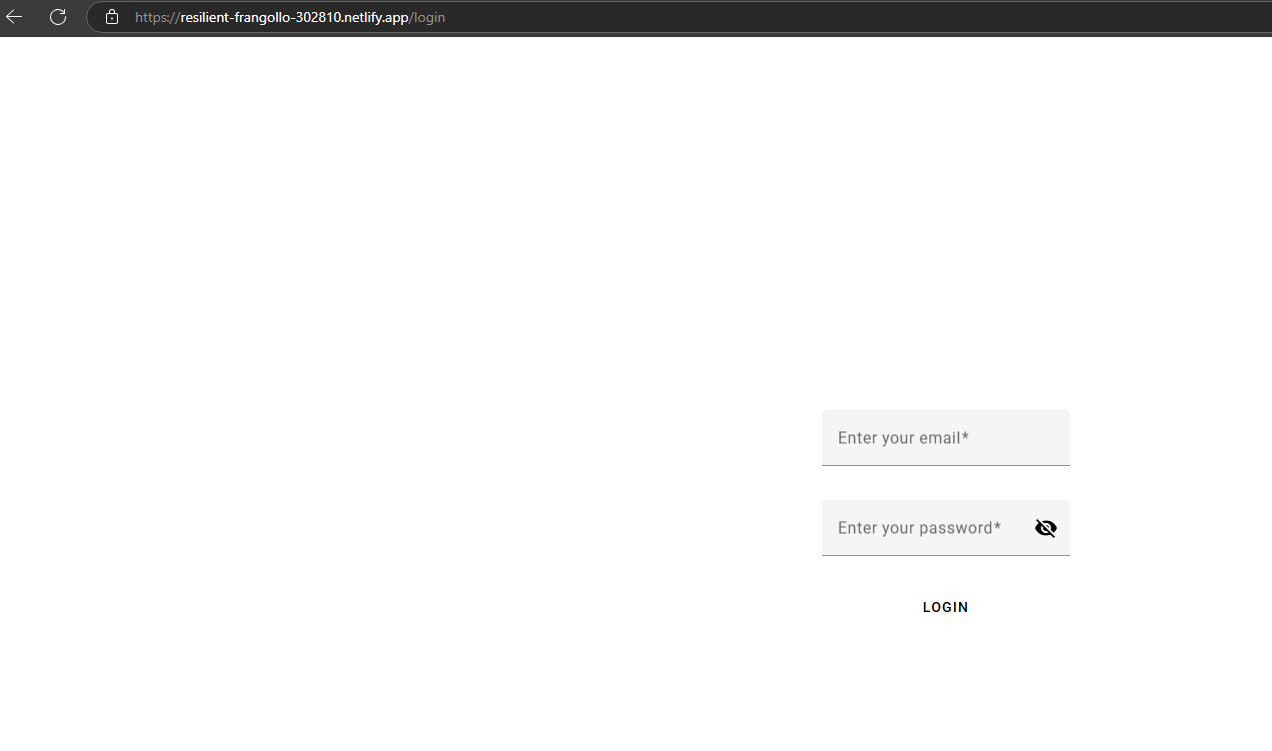 https://resilient-frangollo-302810.netlify.app/login
Enter your email*
Enter your password*
LOGIN